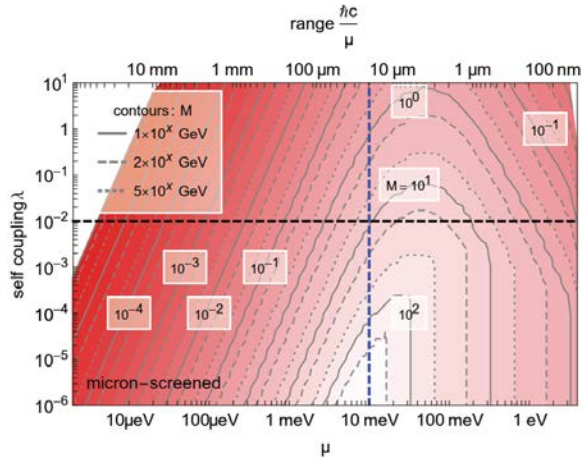 range ħc/μ
10 mm 1 mm 100 μm 10 μm 1 μm 100 nm
10¹
1
10⁻¹
10⁻²
10⁻³
10⁻⁴
10⁻⁵
10⁻⁶
self coupling λ
contours: M
1×10ˣ GeV
2×10ˣ GeV
5×10ˣ GeV
10⁰
10⁻¹
M = 10¹
10⁻³
10⁻¹
10⁻⁴
10⁻²
10²
micron-screened
10μeV 100μeV 1 meV 10 meV 100 meV 1 eV
μ